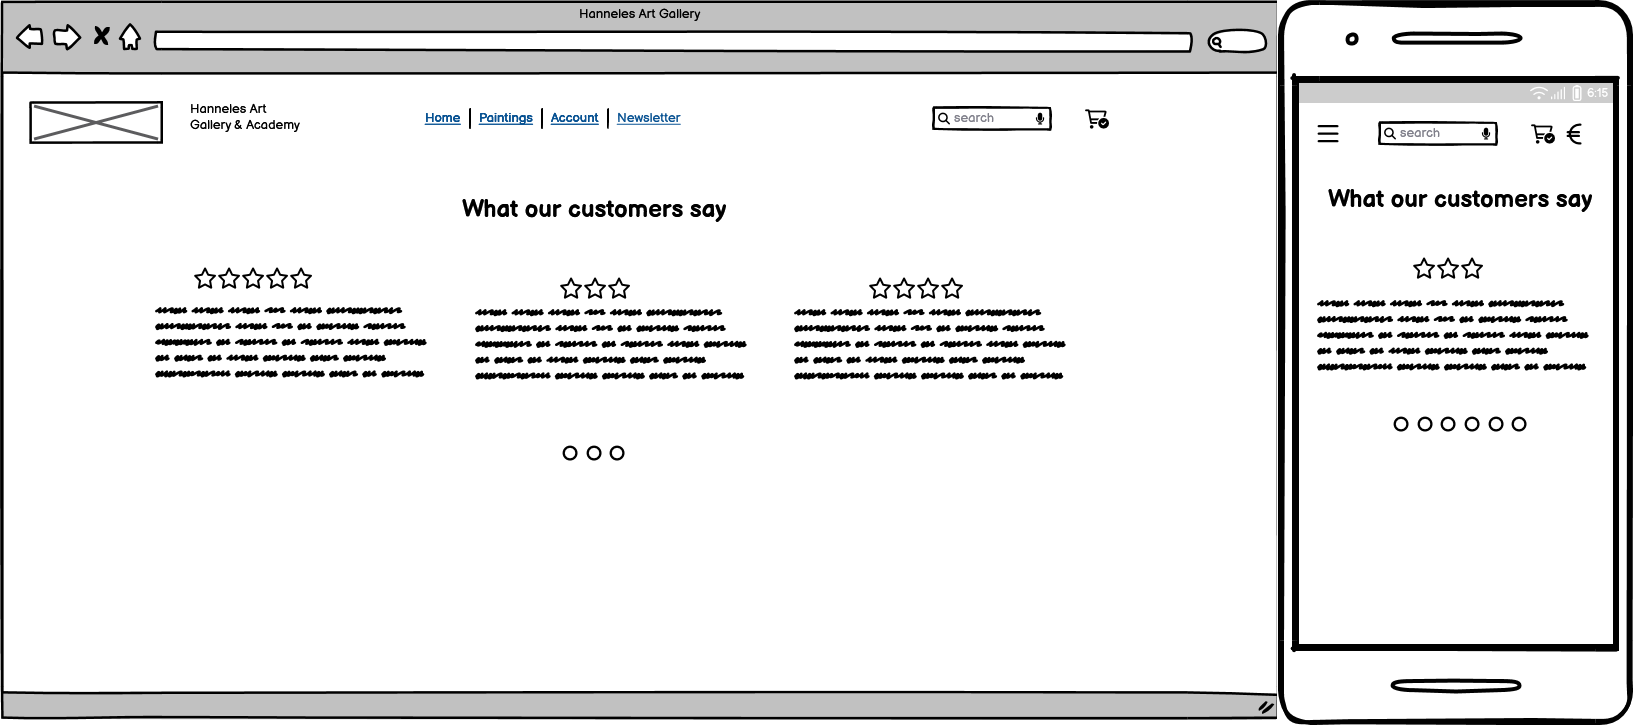 Hanneles Art Gallery
Hanneles Art
Gallery & Academy
Home
Paintings
Account
Newsletter
search
What our customers say
6:15
search
€
What our customers say